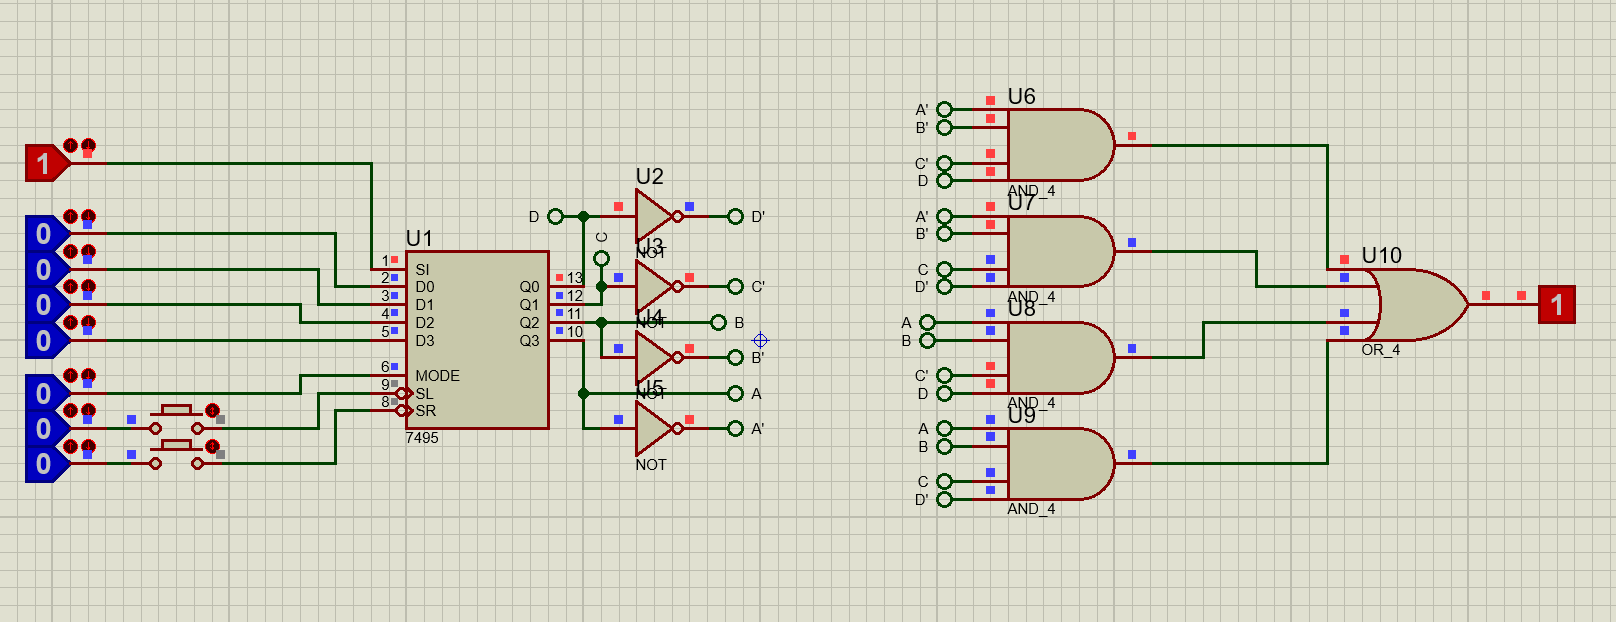 1
0
0
0
0
0
0
0
U1
1 SI
2 D0
3 D1
4 D2
5 D3
6 MODE
9 SL
8 SR
Q0 13
Q1 12
Q2 11
Q3 10
7495
U2
D
D'
NOT
C
U3
C'
NOT
U4
B
B'
NOT
U5
A
A'
NOT
U6
A'
B'
C'
D
AND_4
U7
A'
B'
C
D'
AND_4
U8
A
B
C'
D
AND_4
U9
A
B
C
D'
AND_4
U10
OR_4
1